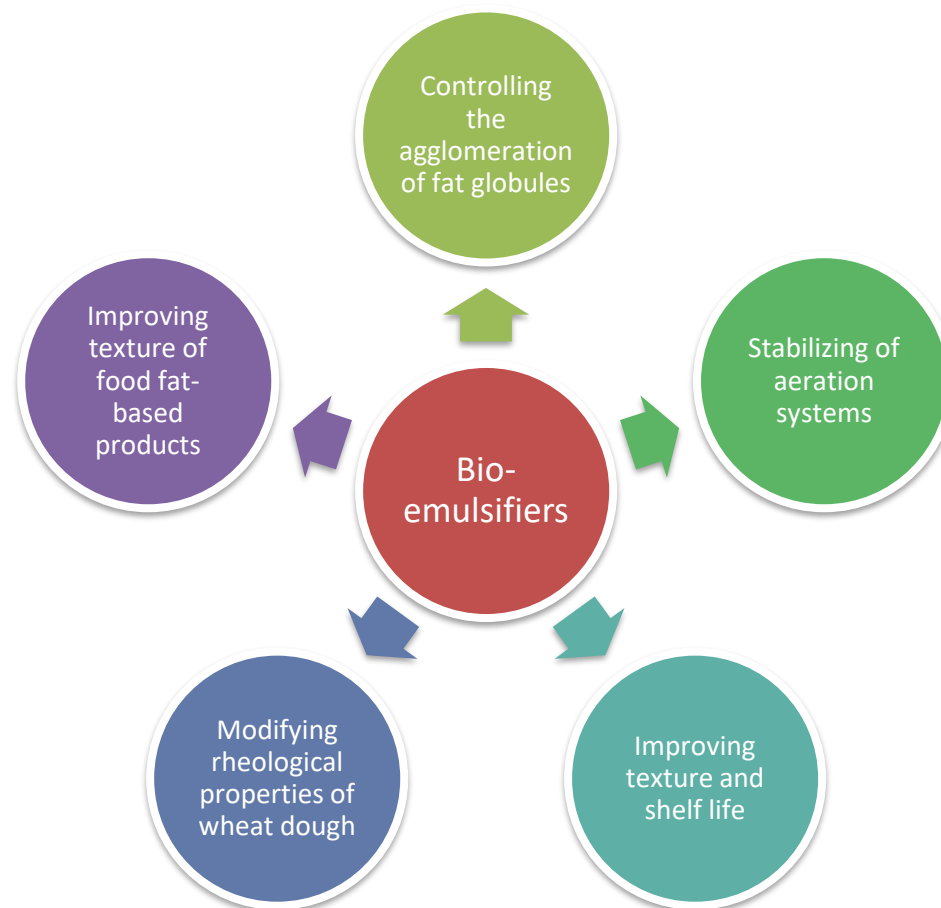 Controlling
the
agglomeration
of fat globules
Improving
texture of
food fat-
based
products
Stabilizing of
aeration
systems
Bio-
emulsifiers
Modifying
rheological
properties of
wheat dough
Improving
texture and
shelf life